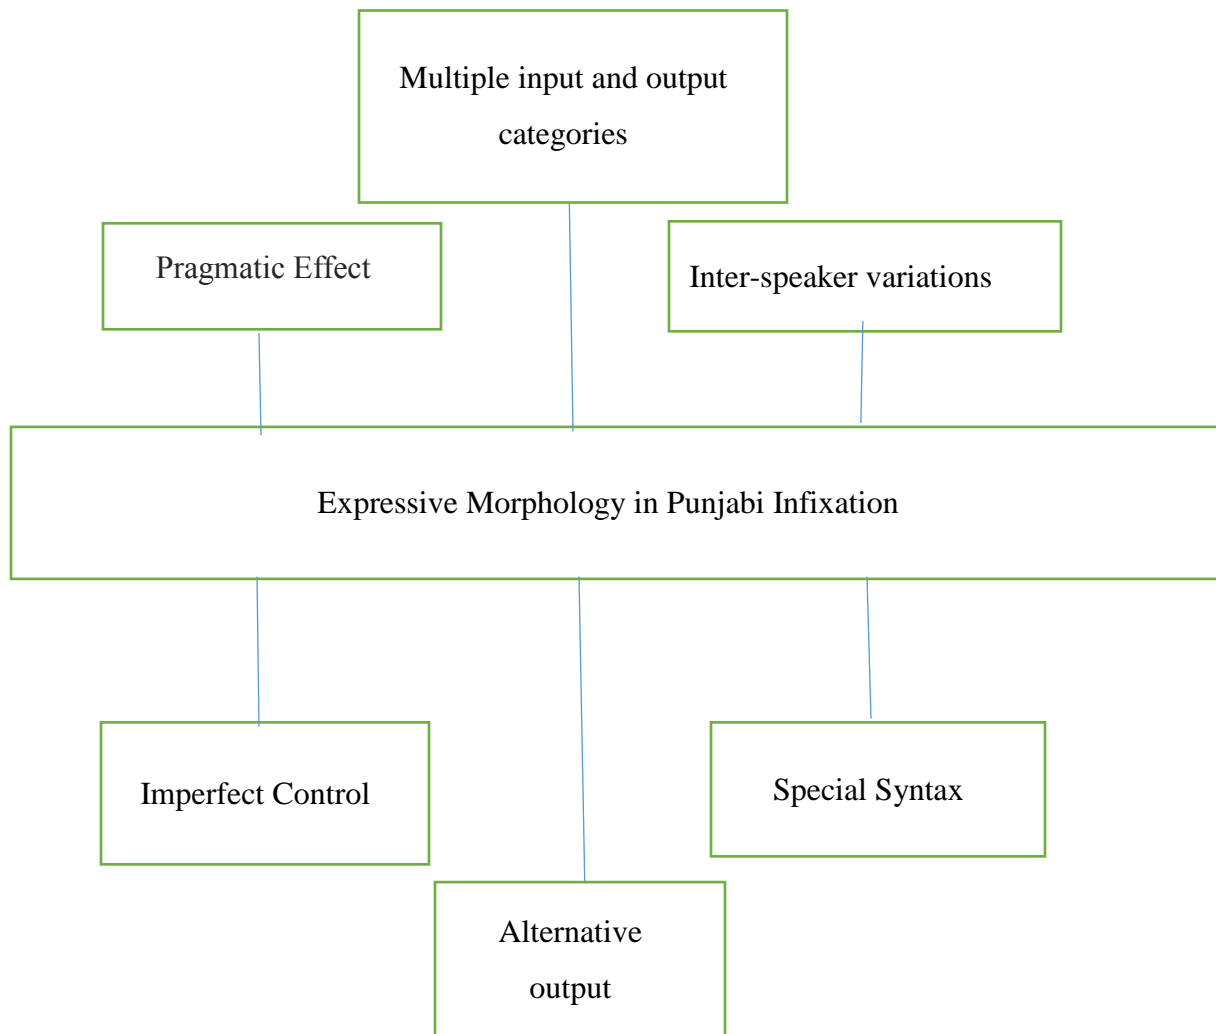 Multiple input and output
categories
Pragmatic Effect
Inter-speaker variations
Expressive Morphology in Punjabi Infixation
Imperfect Control
Special Syntax
Alternative
output